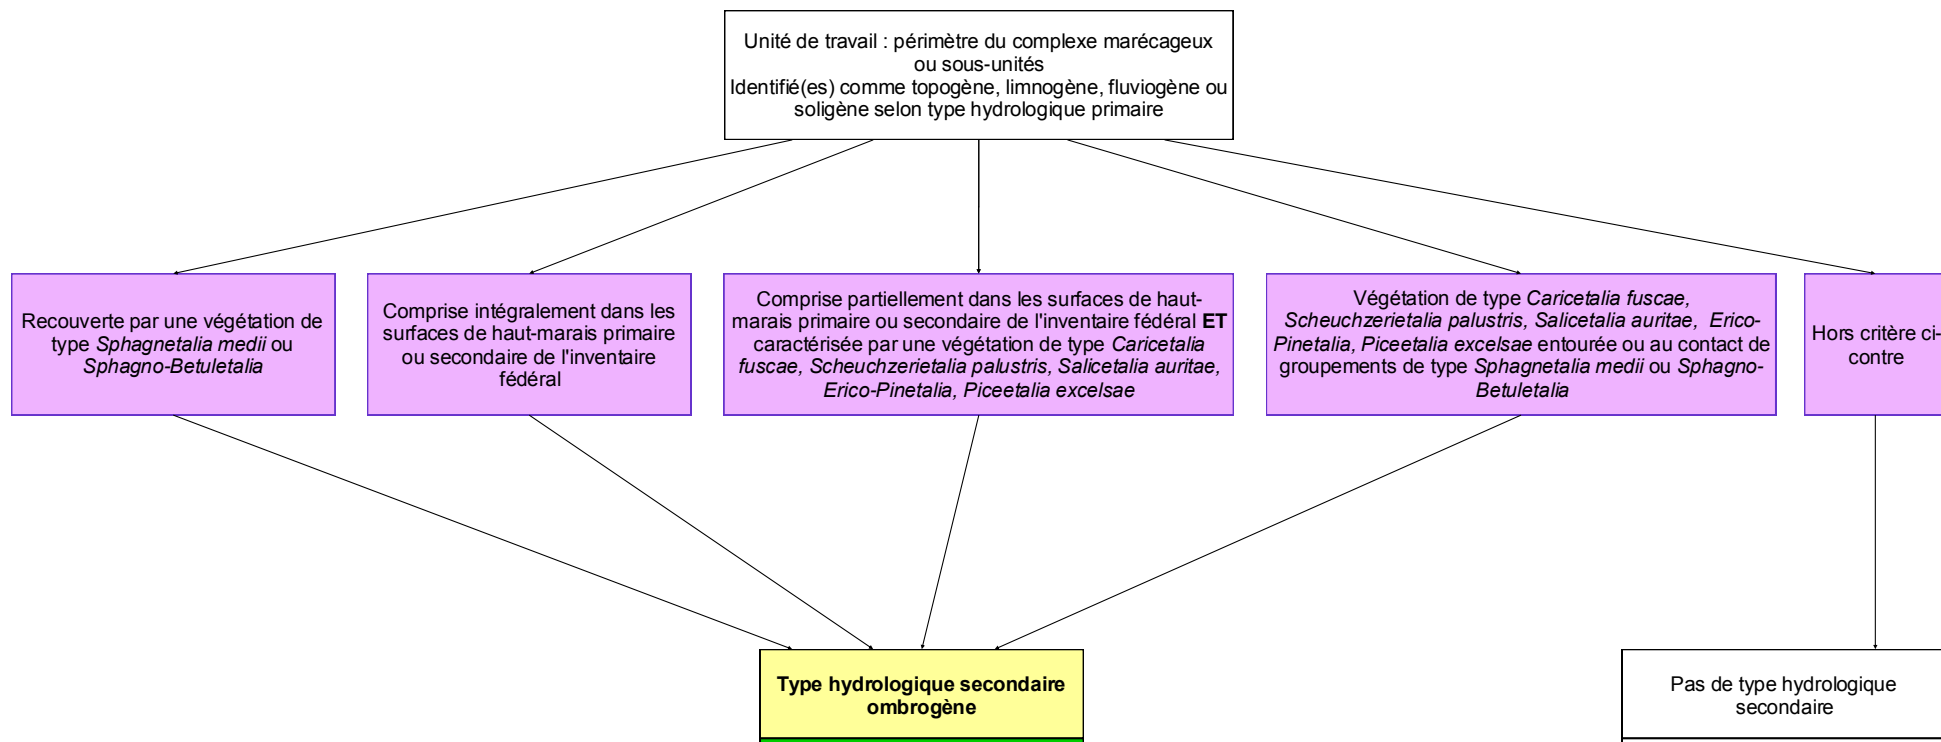 Unité de travail : périmètre du complexe marécageux
ou sous-unités
Identifié(es) comme topogène, limnogène, fluviogène ou
soligène selon type hydrologique primaire
Recouverte par une végétation de
type Sphagnetalia medii ou
Sphagno-Betuletalia
Comprise intégralement dans les
surfaces de haut-marais primaire
ou secondaire de l'inventaire
fédéral
Comprise partiellement dans les surfaces de haut-
marais primaire ou secondaire de l'inventaire fédéral ET
caractérisée par une végétation de type Caricetalia
fuscae, Scheuchzerietalia palustris, Salicetalia auritae,
Erico-Pinetalia, Piceetalia excelsae
Végétation de type Caricetalia fuscae,
Scheuchzerietalia palustris, Salicetalia auritae, Erico-
Pinetalia, Piceetalia excelsae entourée ou au contact de
groupements de type Sphagnetalia medii ou Sphagno-
Betuletalia
Hors critère ci-
contre
Type hydrologique secondaire
ombrogène
Pas de type hydrologique
secondaire